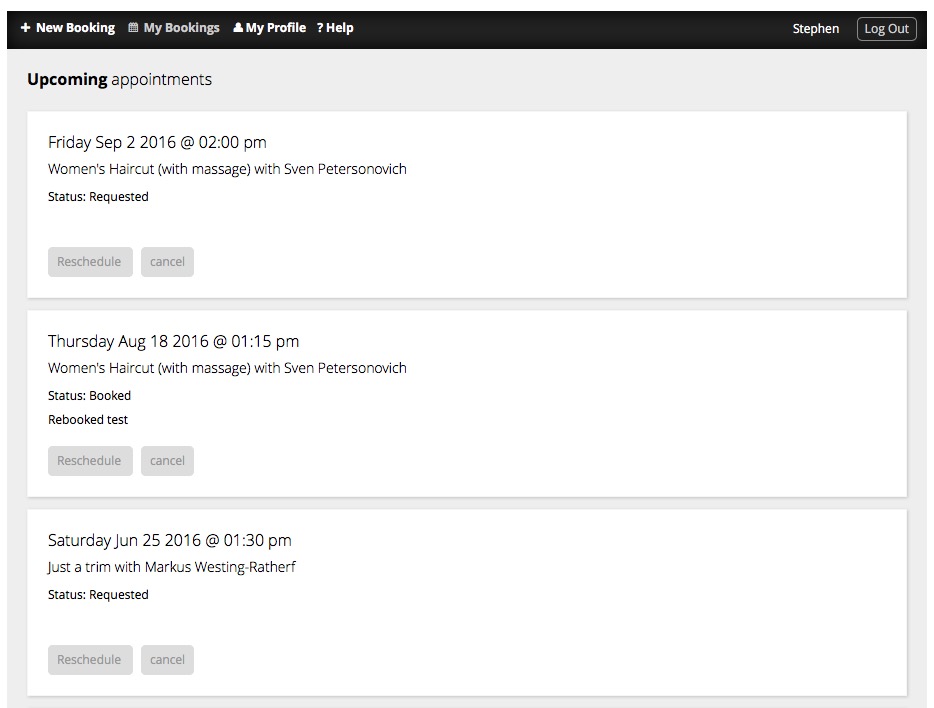 + New Booking My Bookings My Profile ? Help Stephen Log Out
Upcoming appointments
Friday Sep 2 2016 @ 02:00 pm
Women's Haircut (with massage) with Sven Petersonovich
Status: Requested
Reschedule cancel
Thursday Aug 18 2016 @ 01:15 pm
Women's Haircut (with massage) with Sven Petersonovich
Status: Booked
Rebooked test
Reschedule cancel
Saturday Jun 25 2016 @ 01:30 pm
Just a trim with Markus Westing-Ratherf
Status: Requested
Reschedule cancel